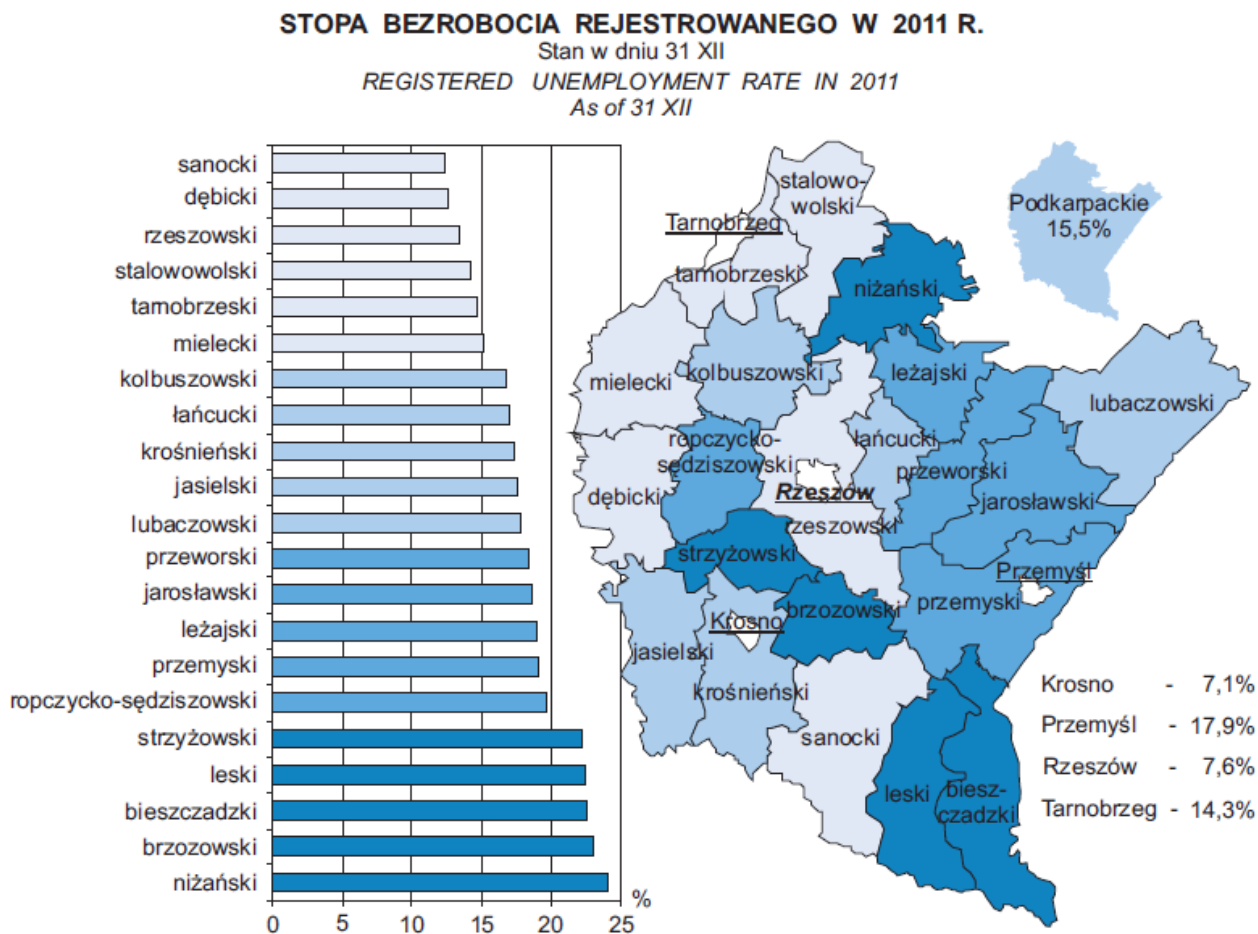 STOPA BEZROBOCIA REJESTROWANEGO W 2011 R.
Stan w dniu 31 XII
REGISTERED UNEMPLOYMENT RATE IN 2011
As of 31 XII
sanocki
dębicki
rzeszowski
stalowowolski
tarnobrzeski
mielecki
kolbuszowski
łańcucki
krośnieński
jasielski
lubaczowski
przeworski
jarosławski
leżajski
przemyski
ropczycko-sędziszowski
strzyżowski
leski
bieszczadzki
brzozowski
niżański
0 5 10 15 20 25
%
stalowo-
wolski
Tarnobrzeg
tarnobrzeski
niżański
Podkarpackie
15,5%
mielecki
kolbuszowski
leżajski
lubaczowski
ropczycko-
sędziszowski
łańcucki
przeworski
jarosławski
dębicki
Rzeszów
rzeszowski
strzyżowski
Przemyśl
przemyski
brzozowski
Krosno
jasielski
krośnieński
sanocki
leski
biesz-
czadzki
Krosno - 7,1%
Przemyśl - 17,9%
Rzeszów - 7,6%
Tarnobrzeg - 14,3%